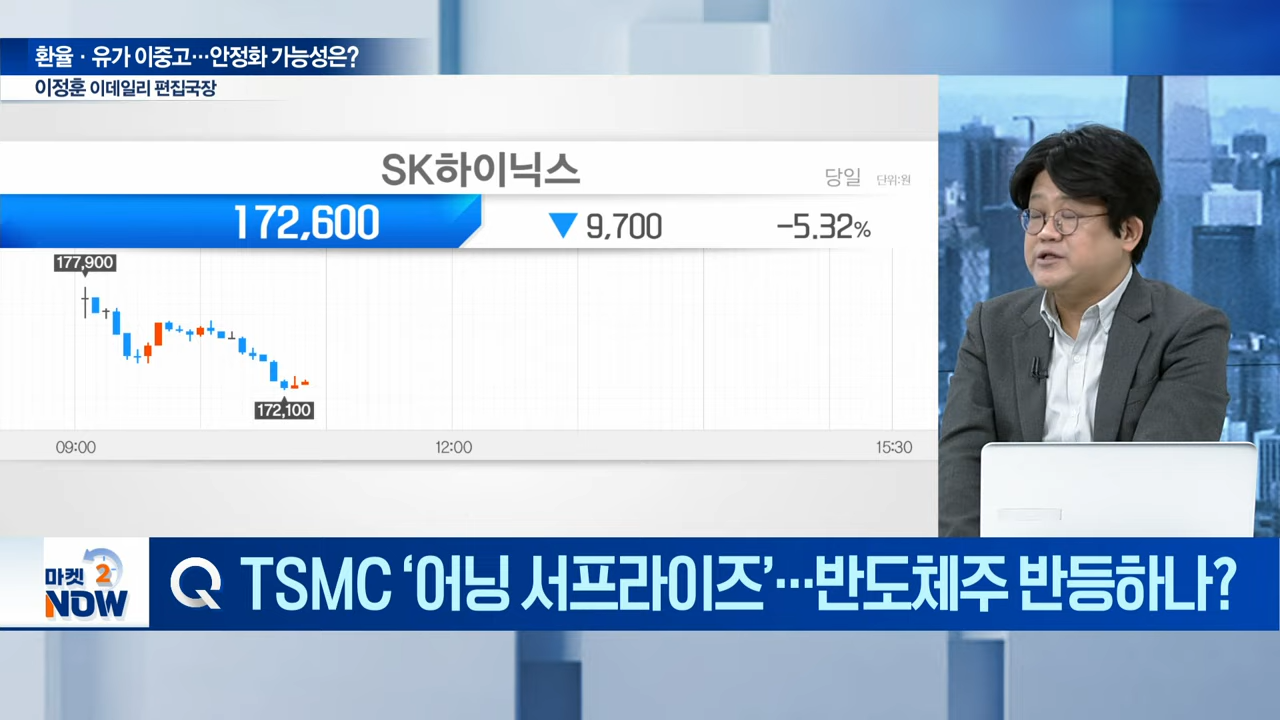 환율·유가 이중고…안정화 가능성은?
이정훈 이데일리 편집국장
SK하이닉스
당일 단위:원
172,600 ▼ 9,700 -5.32%
177,900
172,100
09:00 12:00 15:30
마켓 2
NOW
Q TSMC ‘어닝 서프라이즈’…반도체주 반등하나?